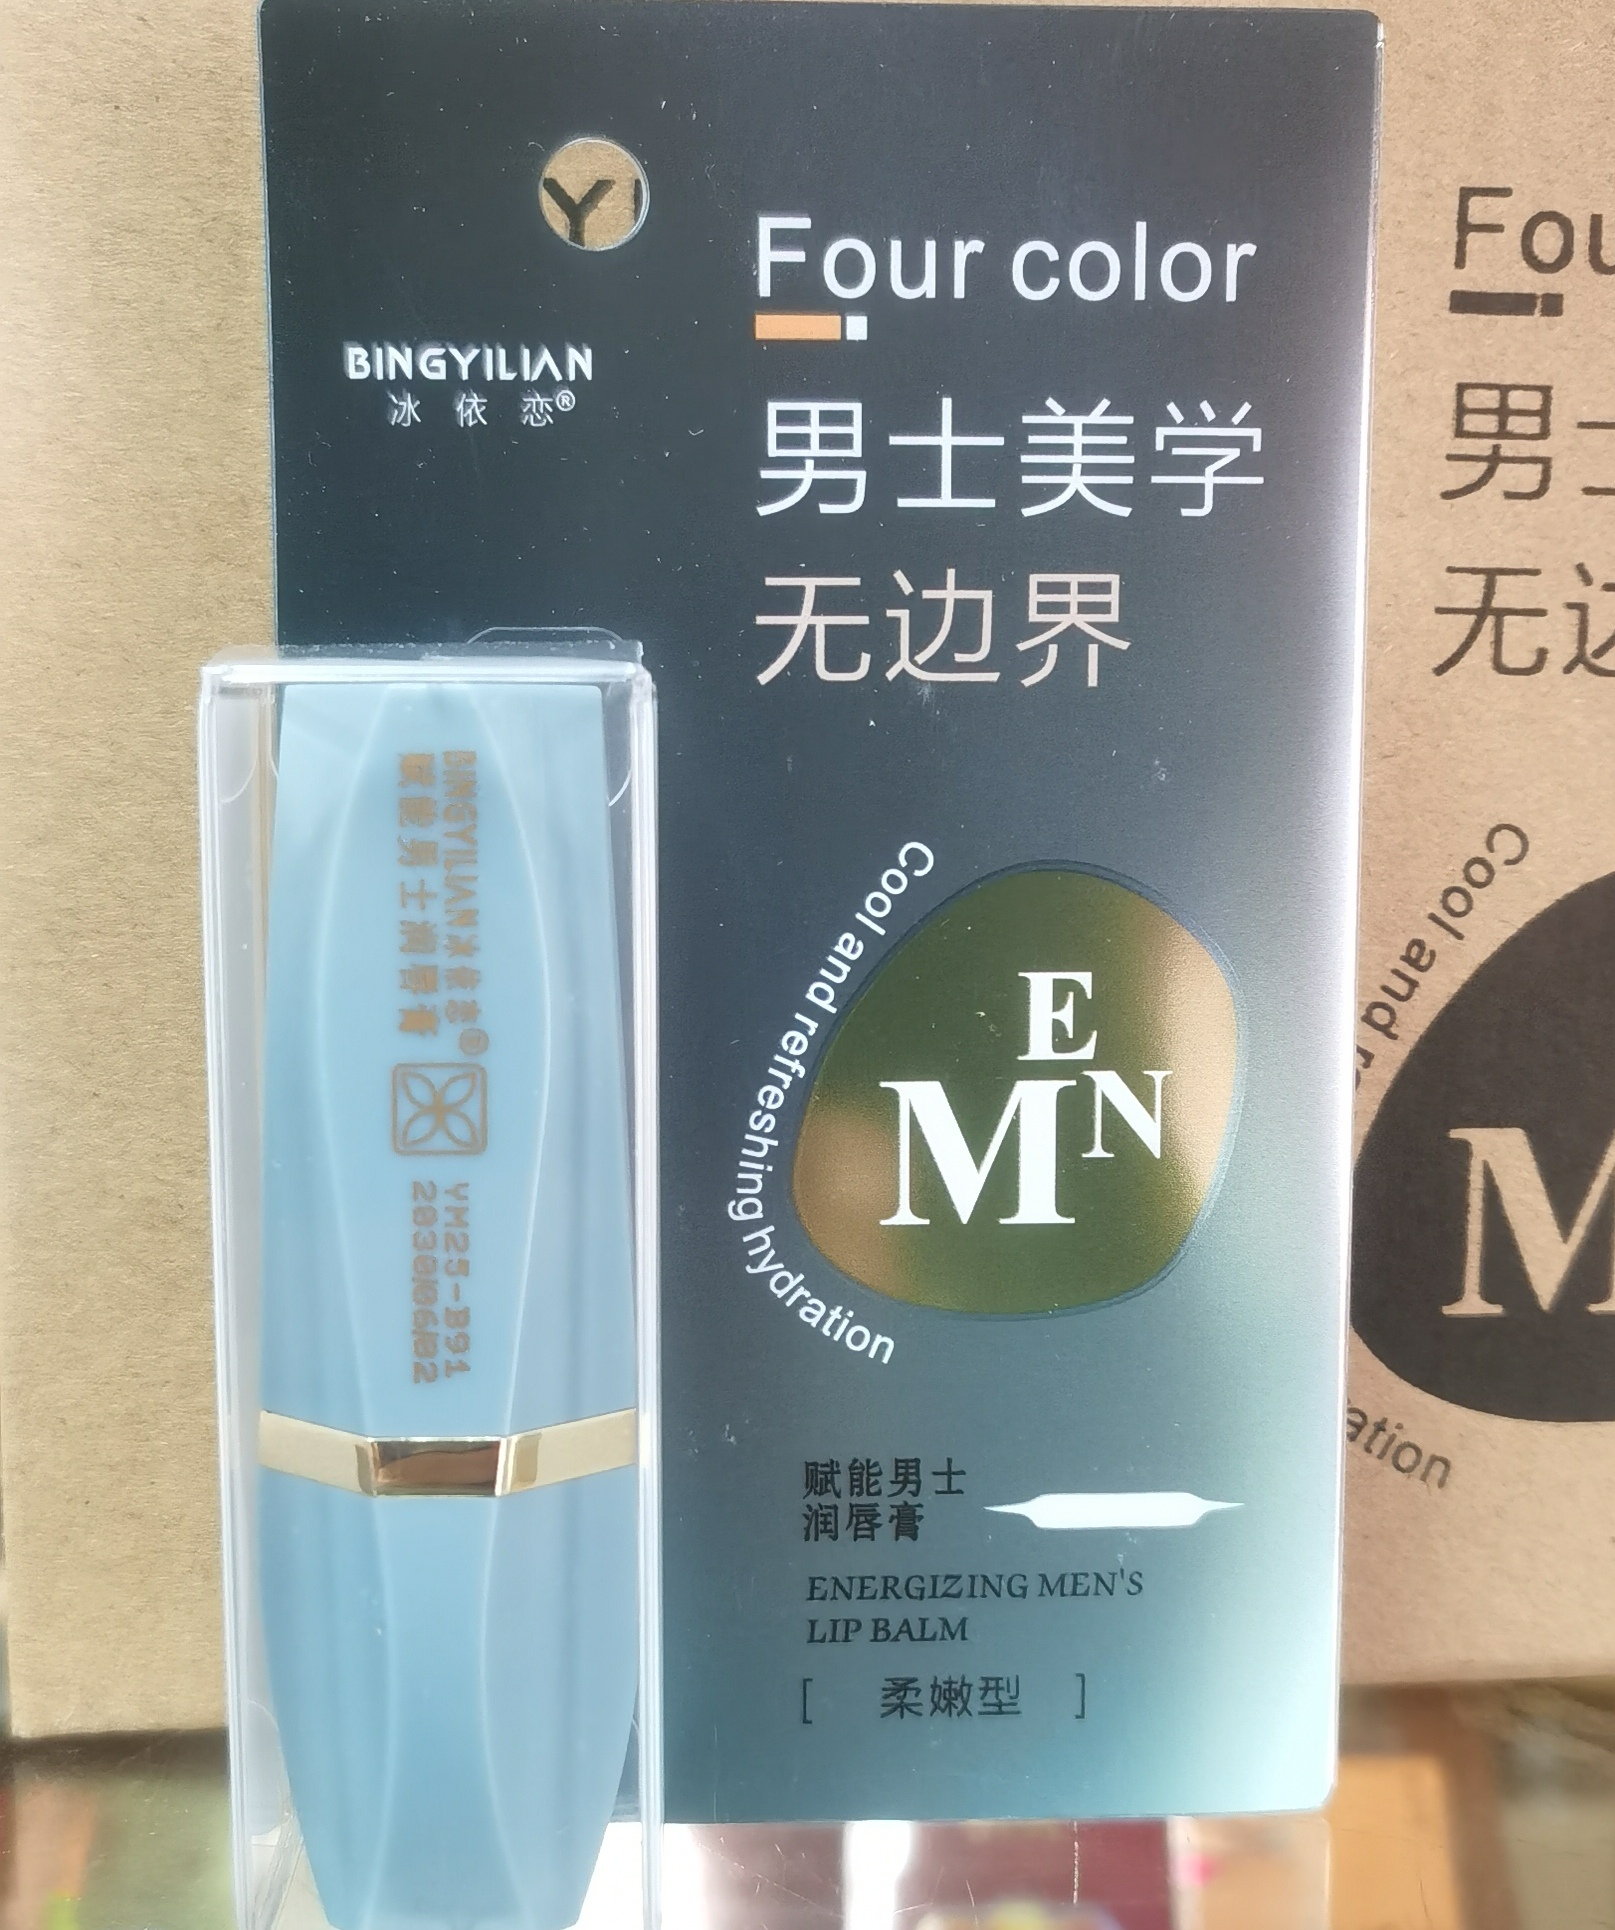 Y
Four color
BINGYILIAN
冰依恋®
男士美学
无边界
Cool and refreshing hydration
E
MN
赋能男士
润唇膏
ENERGIZING MEN'S
LIP BALM
[ 柔嫩型 ]
BINGYILIAN冰依恋®
赋能男士润唇膏
YM25-B91
20300602
Fou
男士
无边
Cool and r
M
ation